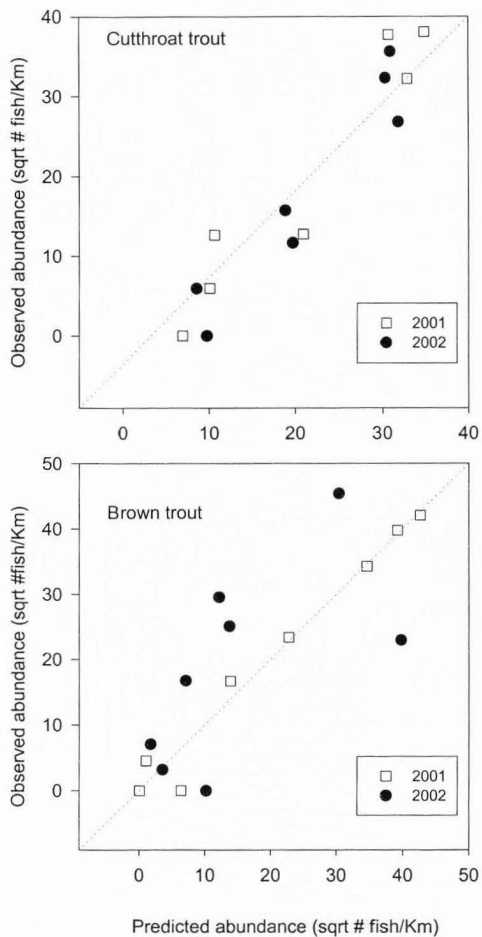 40
Cutthroat trout
30
20
10
0
Observed abundance (sqrt # fish/Km)
2001
2002
0 10 20 30 40
50
Brown trout
40
30
20
10
0
Observed abundance (sqrt #fish/Km)
2001
2002
0 10 20 30 40 50
Predicted abundance (sqrt # fish/Km)